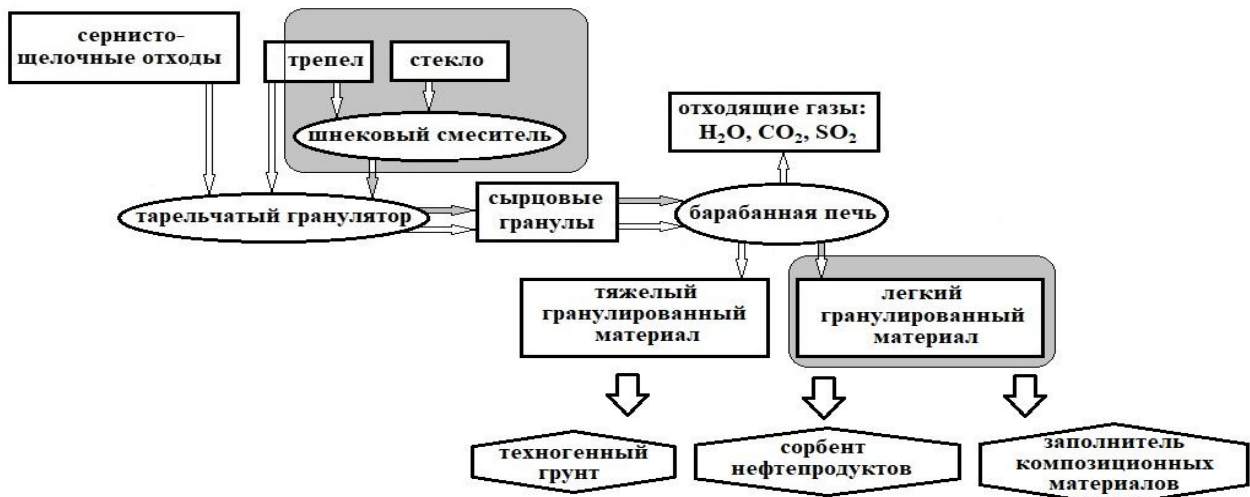 сернисто-
щелочные отходы
трепел
стекло
шнековый смеситель
отходящие газы:
H₂O, CO₂, SO₂
тарельчатый гранулятор
сырцовые
гранулы
барабанная печь
тяжелый
гранулированный
материал
легкий
гранулированный
материал
техногенный
грунт
сорбент
нефтепродуктов
заполнитель
композиционных
материалов